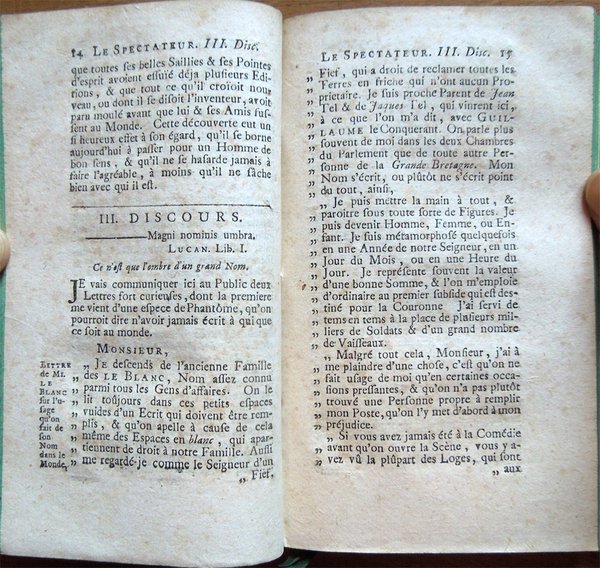 14 LE SPECTATEUR. III. Disc.
que toutes ses belles Saillies & ses Pointes
d'esprit avoient essuié déja plusieurs Edi-
tions, & que tout ce qu'il croioit nou-
veau, ou dont il se disoit l'inventeur, avoit
paru moulé avant que lui & ses Amis fus-
sent au Monde. Cette découverte eut un
si heureux effet à son égard, qu'il se borne
aujourd'hui à passer pour un Homme de
bon sens, & qu'il ne se hasarde jamais à
faire l'agréable, à moins qu'il ne sâche
bien avec qui il est.
III. DISCOURS.
Magni nominis umbra.
LUCAN. Lib. I.
Ce n'est que l'ombre d'un grand Nom.
JE vais communiquer ici au Public deux
Lettres fort curieuses, dont la premiere
me vient d'une espece de Phantôme, qu'on
pourroit dire n'avoir jamais écrit à qui que
ce soit au monde.
MONSIEUR,
LETTRE
de Mr.
LE
BLANC
sur l'u-
sage
qu'on
fait de
son
Nom
dans le
Monde.
„ Je descends de l'ancienne Famille
„ des LE BLANC, Nom assez connu
„ parmi tous les Gens d'affaires. On le
„ lit toûjours dans ces petits espaces
„ vuides d'un Ecrit qui doivent être rem-
„ plis, & qu'on apelle à cause de cela
„ même des Espaces en blanc, qui apar-
„ tiennent de droit à notre Famille. Aussi
„ me regardé-je comme le Seigneur d'un
„ Fief,
LE SPECTATEUR. III. Disc. 15
„ Fief, qui a droit de reclamer toutes les
„ Terres en friche qui n'ont aucun Pro-
„ prietaire. Je suis proche Parent de Jean
„ Tel & de Jaques Tel, qui vinrent ici,
„ à ce que l'on m'a dit, avec GUIL-
„ LAUME le Conquerant. On parle plus
„ souvent de moi dans les deux Chambres
„ du Parlement que de toute autre Per-
„ sonne de la Grande Bretagne. Mon
„ Nom s'écrit, ou plûtôt ne s'écrit point
„ du tout, ainsi,
„ Je puis mettre la main à tout, &
„ paroitre sous toute sorte de Figures. Je
„ puis devenir Homme, Femme, ou En-
„ fant. Je suis métamorphosé quelquefois
„ en une Année de notre Seigneur, en un
„ Jour du Mois, ou en une Heure du
„ Jour. Je représente souvent la valeur
„ d'une bonne Somme, & l'on m'emploie
„ d'ordinaire au premier subside qui est des-
„ tiné pour la Couronne J'ai servi de
„ tems en tems à la place de plusieurs mil-
„ liers de Soldats & d'un grand nombre
„ de Vaisseaux.
„ Malgré tout cela, Monsieur, j'ai à
„ me plaindre d'une chose, c'est qu'on ne
„ fait usage de moi qu'en certaines occa-
„ sions pressantes, & qu'on n'a pas plutôt
„ trouvé une Personne propre à remplir
„ mon Poste, qu'on l'y met d'abord à mon
„ préjudice.
„ Si vous avez jamais été à la Comédie
„ avant qu'on ouvre la Scène, vous y a-
„ vez vû la plûpart des Loges, qui sont
„ aux